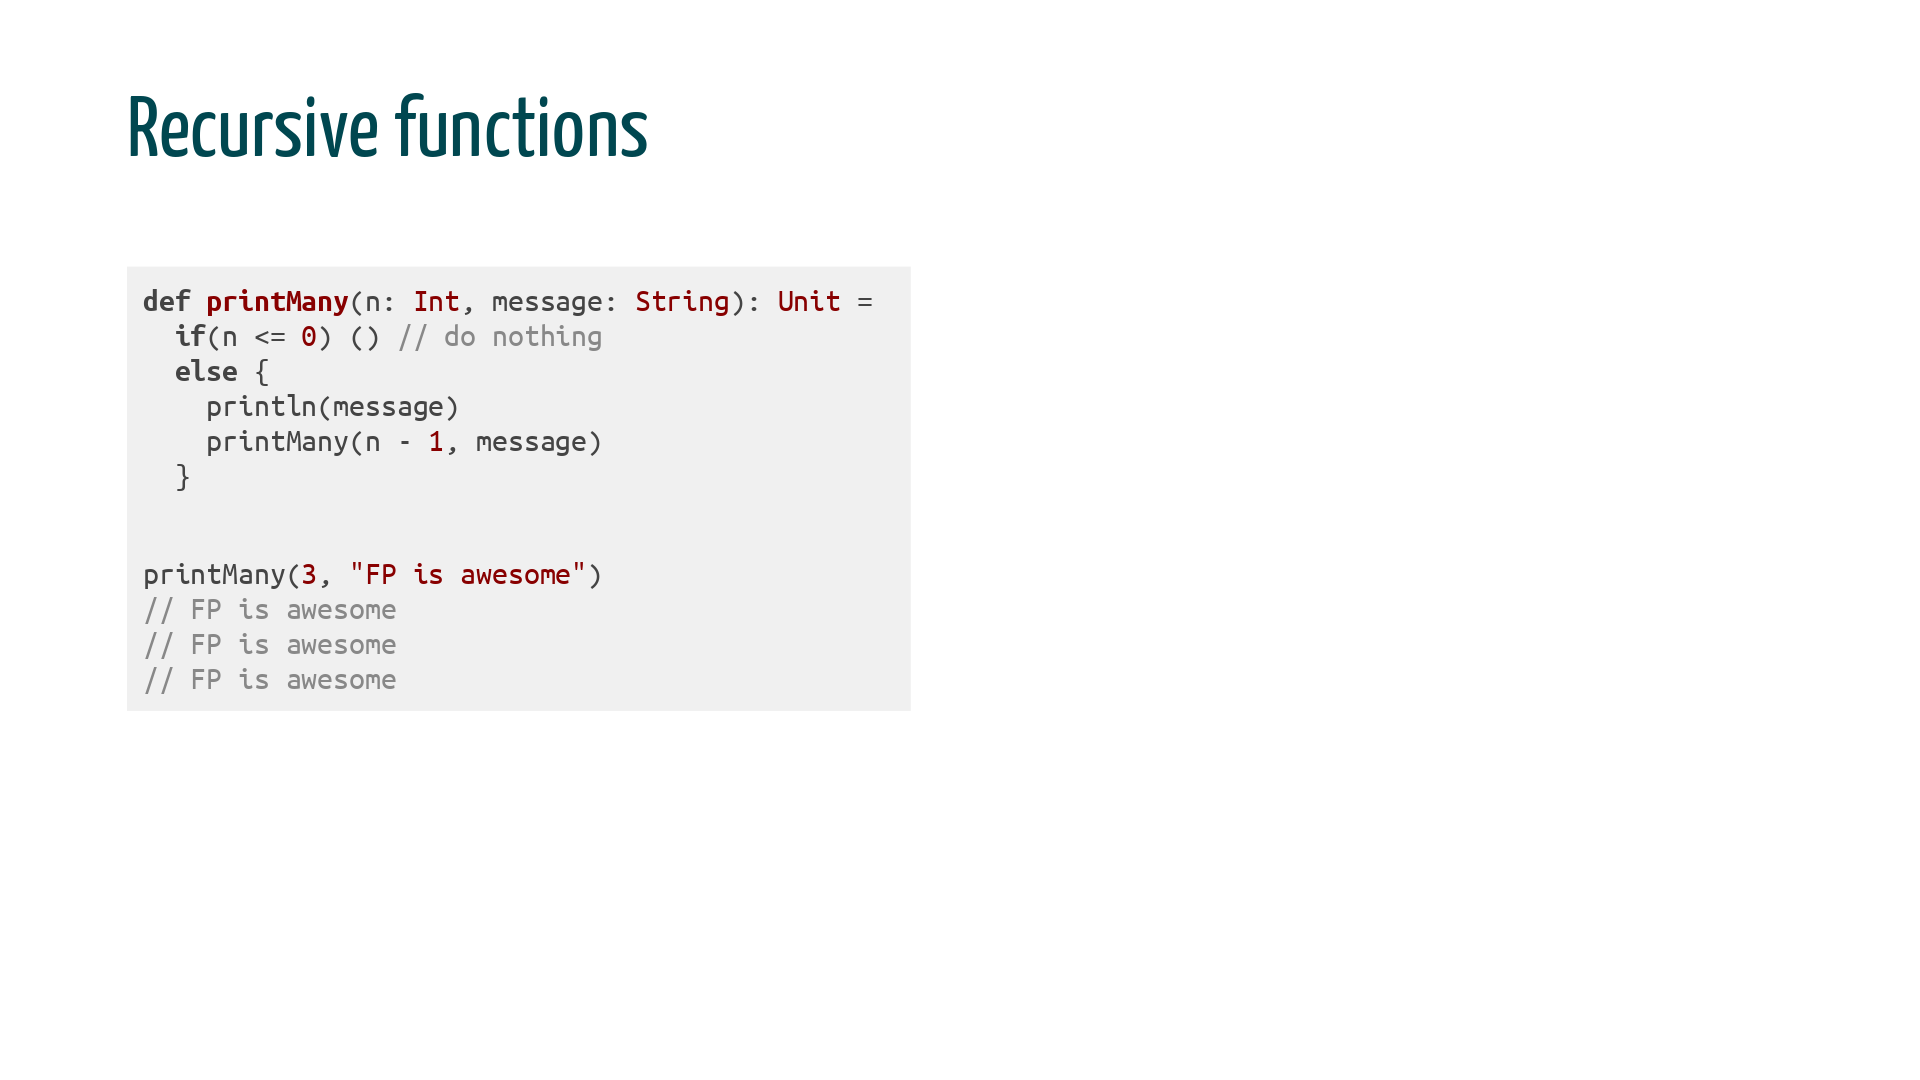 Recursive functions
def printMany(n: Int, message: String): Unit =
  if(n <= 0) () // do nothing
  else {
    println(message)
    printMany(n - 1, message)
  }
printMany(3, "FP is awesome")
// FP is awesome
// FP is awesome
// FP is awesome